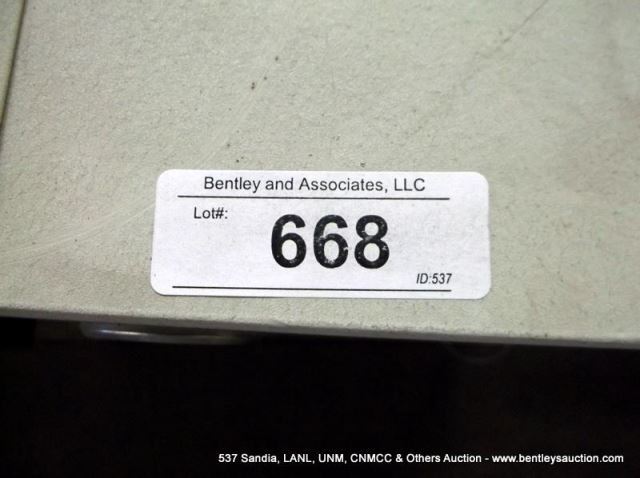 Bentley and Associates, LLC
Lot#:
668
ID:537
537 Sandia, LANL, UNM, CNMCC & Others Auction - www.bentleysauction.com